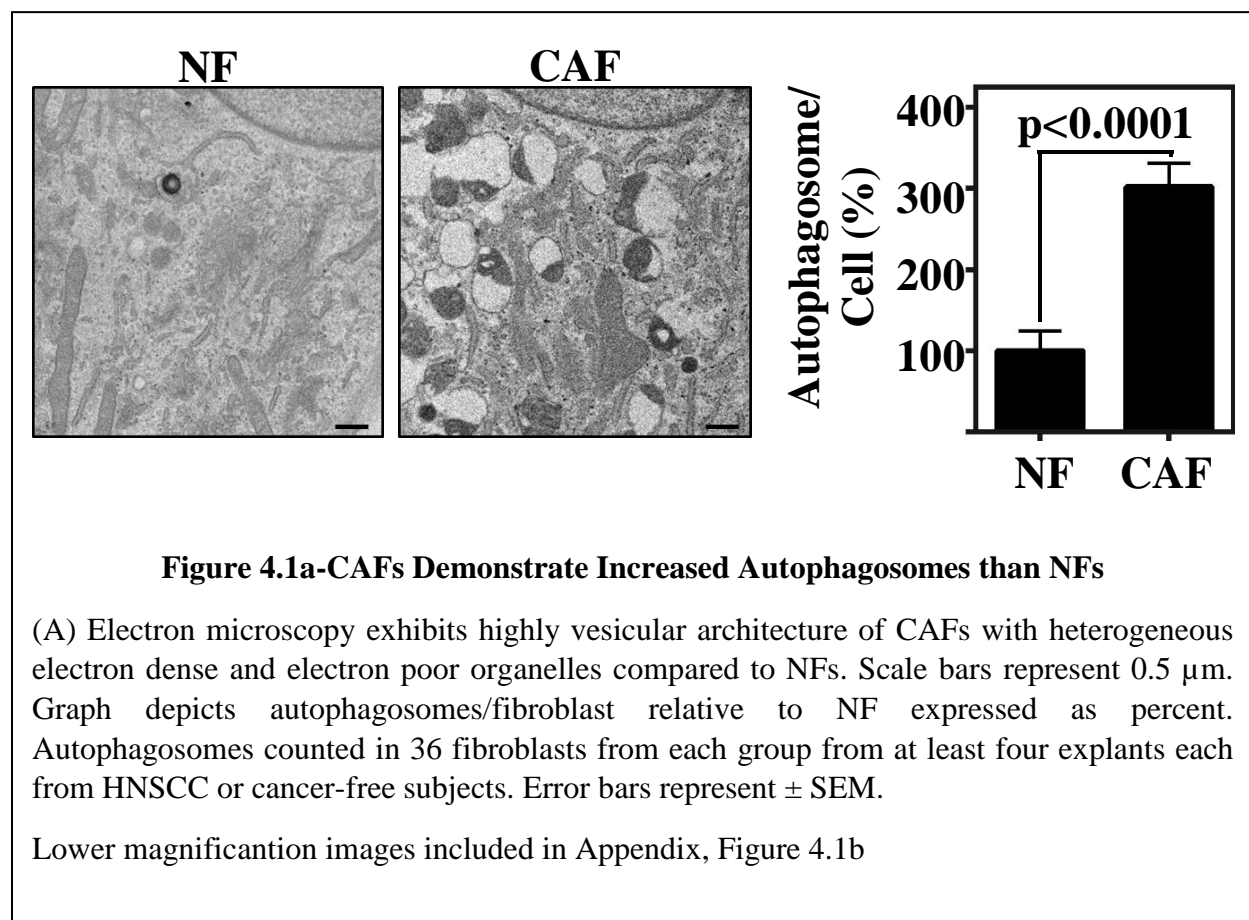 NF
CAF
Autophagosome/
Cell (%)
400
300
200
100
p<0.0001
NF
CAF
Figure 4.1a-CAFs Demonstrate Increased Autophagosomes than NFs
(A) Electron microscopy exhibits highly vesicular architecture of CAFs with heterogeneous
electron dense and electron poor organelles compared to NFs. Scale bars represent 0.5 µm.
Graph depicts autophagosomes/fibroblast relative to NF expressed as percent.
Autophagosomes counted in 36 fibroblasts from each group from at least four explants each
from HNSCC or cancer-free subjects. Error bars represent ± SEM.
Lower magnificantion images included in Appendix, Figure 4.1b